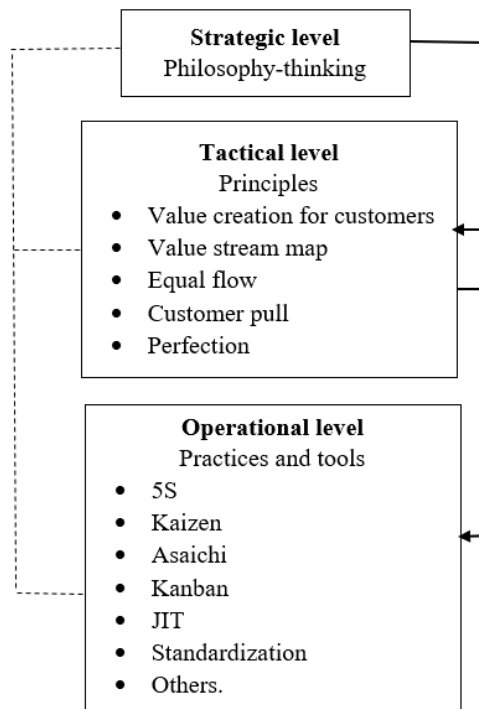 Strategic level
Philosophy-thinking
Tactical level
Principles
• Value creation for customers
• Value stream map
• Equal flow
• Customer pull
• Perfection
Operational level
Practices and tools
• 5S
• Kaizen
• Asaichi
• Kanban
• JIT
• Standardization
• Others.